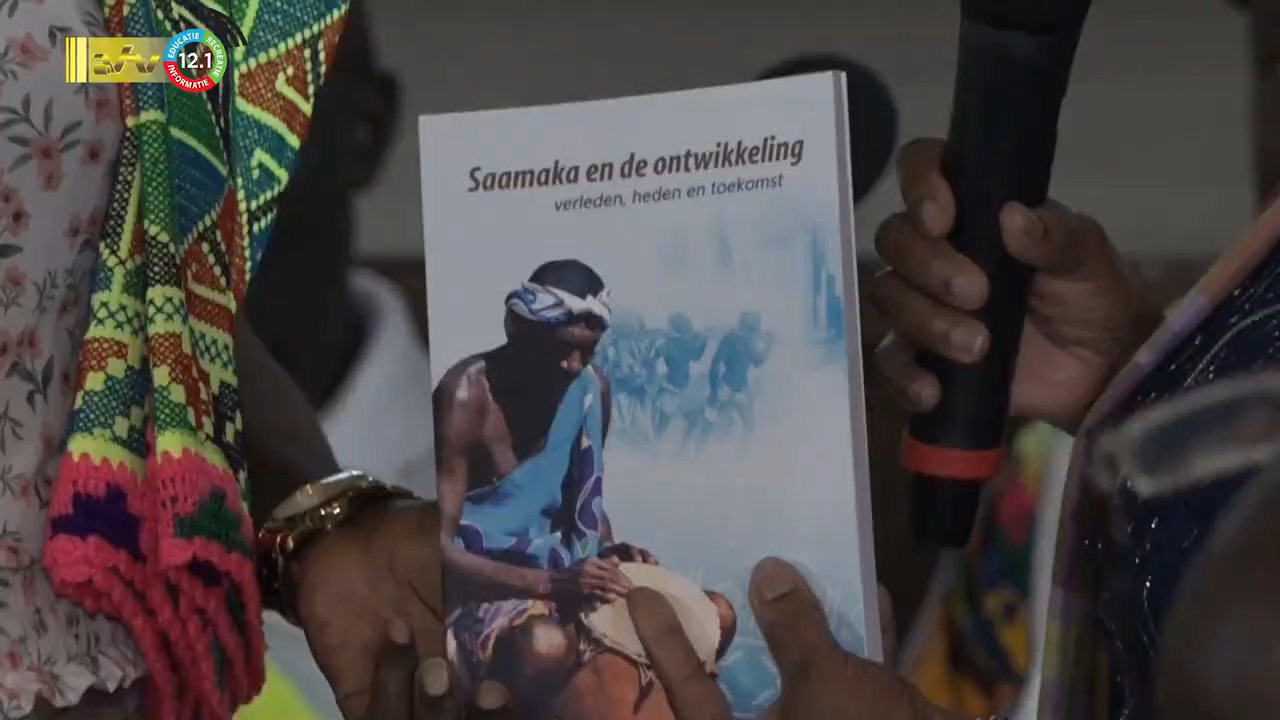 EDUCATIE
RECREATIE
INFORMATIE
12.1
Saamaka en de ontwikkeling
verleden, heden en toekomst